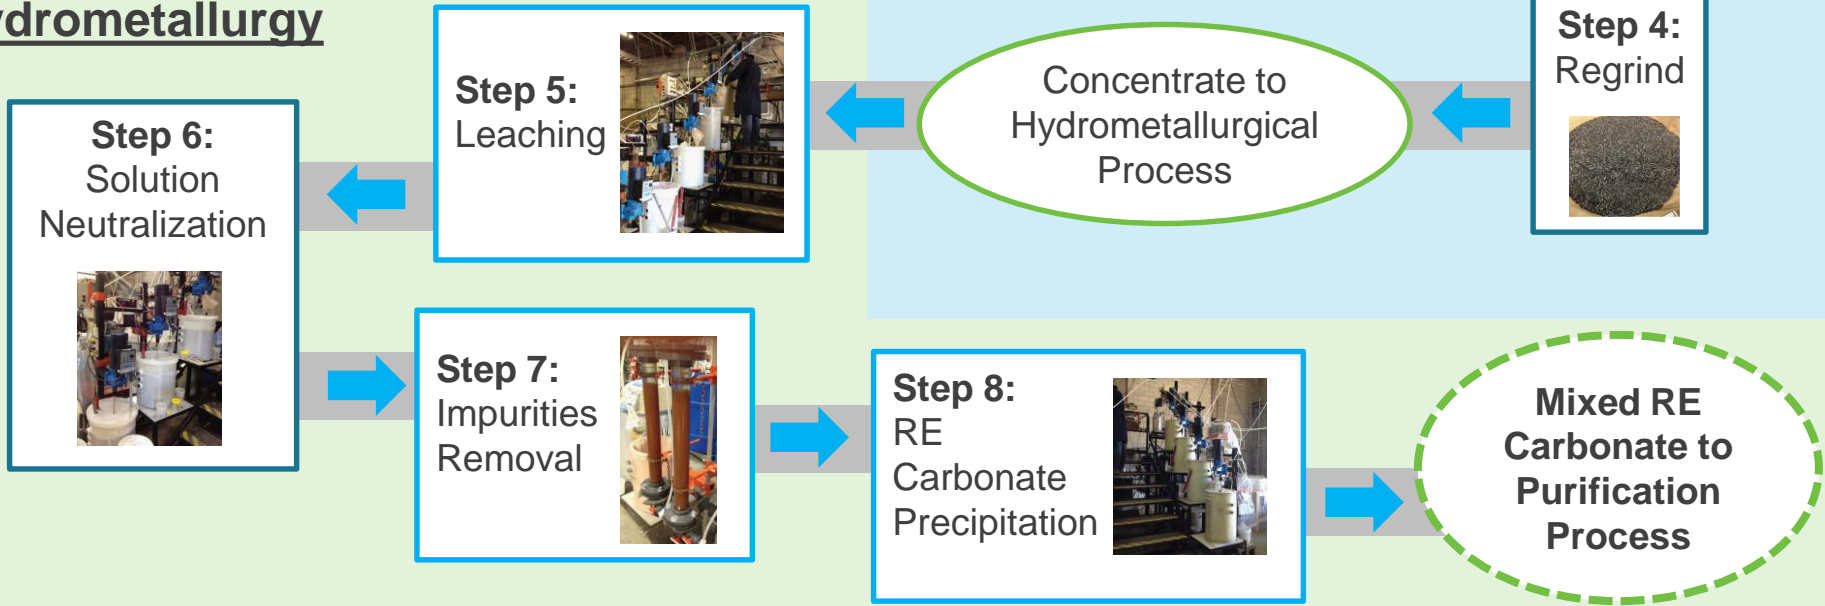 ydrometallurgy
Step 4:
Regrind
Concentrate to
Hydrometallurgical
Process
Step 5:
Leaching
Step 6:
Solution
Neutralization
Step 7:
Impurities
Removal
Step 8:
RE
Carbonate
Precipitation
Mixed RE
Carbonate to
Purification
Process